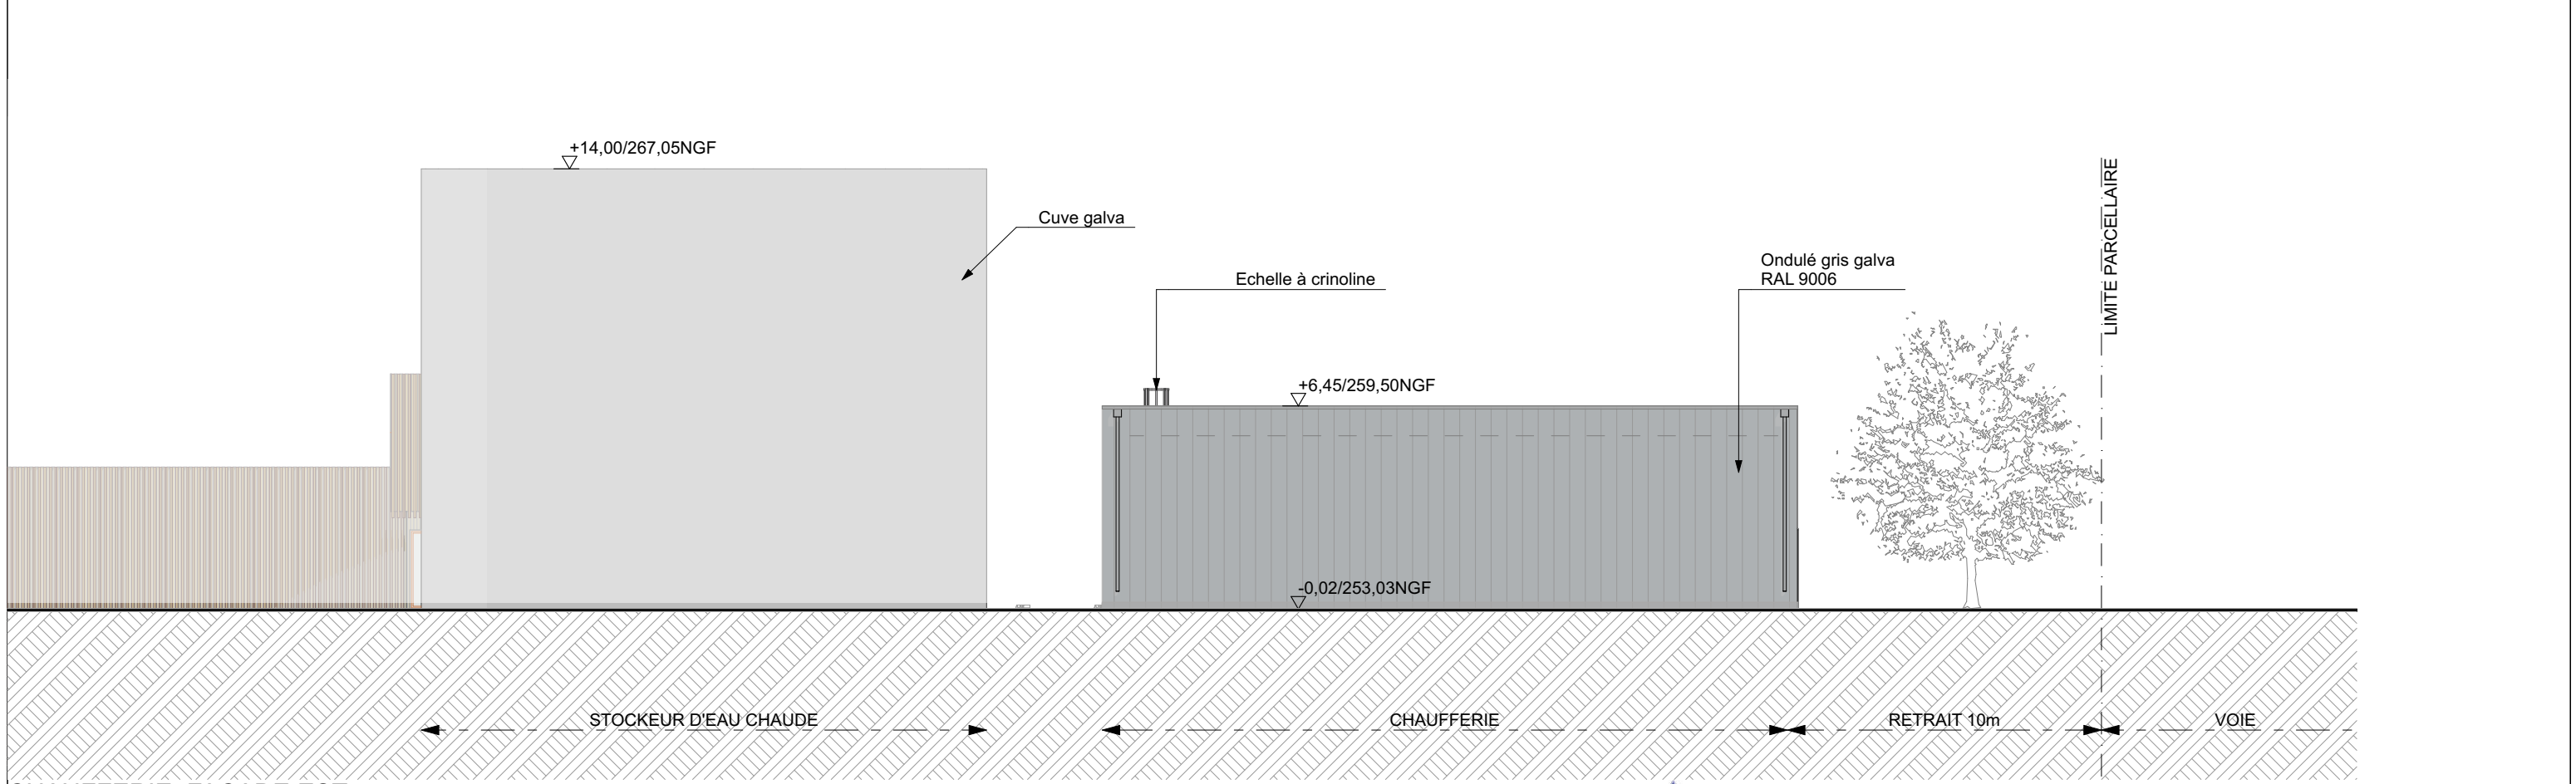 +14,00/267,05NGF
Cuve galva
Echelle à crinoline
Ondulé gris galva
RAL 9006
LIMITE PARCELLAIRE
+6,45/259,50NGF
-0,02/253,03NGF
STOCKEUR D'EAU CHAUDE
CHAUFFERIE
RETRAIT 10m
VOIE